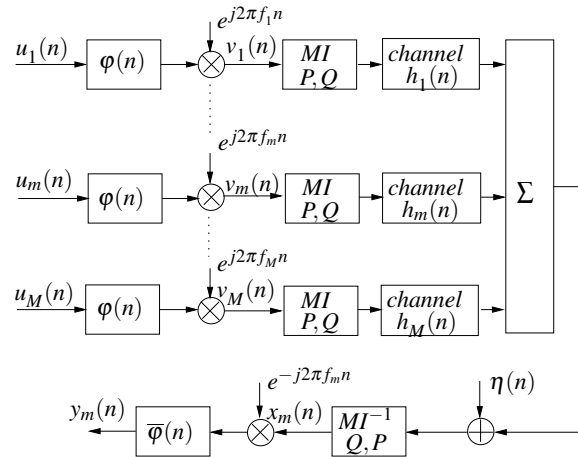 e^{j2πf_1n}
u_1(n) φ(n) v_1(n) MI P,Q channel h_1(n)
e^{j2πf_mn}
u_m(n) φ(n) v_m(n) MI P,Q channel h_m(n) Σ
e^{j2πf_Mn}
u_M(n) φ(n) v_M(n) MI P,Q channel h_M(n)
e^{-j2πf_mn} η(n)
y_m(n) \overline{φ}(n) x_m(n) MI^{-1} Q,P